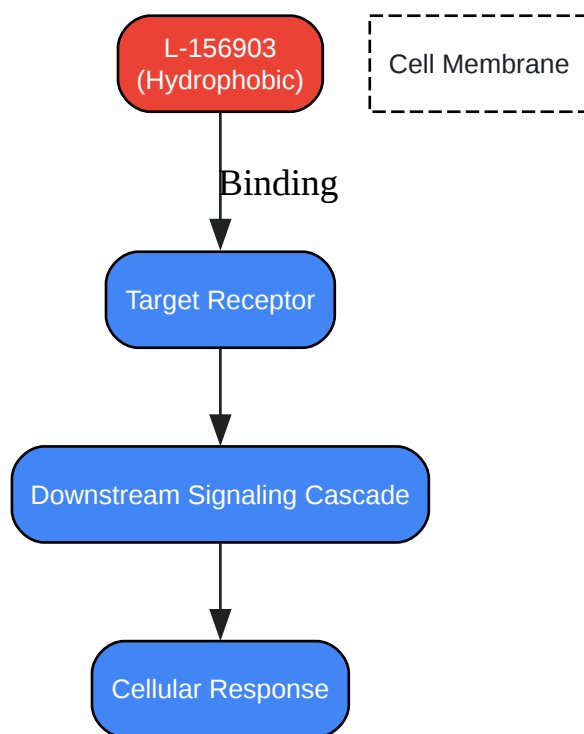 L-156903
(Hydrophobic)
Cell Membrane
Binding
Target Receptor
Downstream Signaling Cascade
Cellular Response